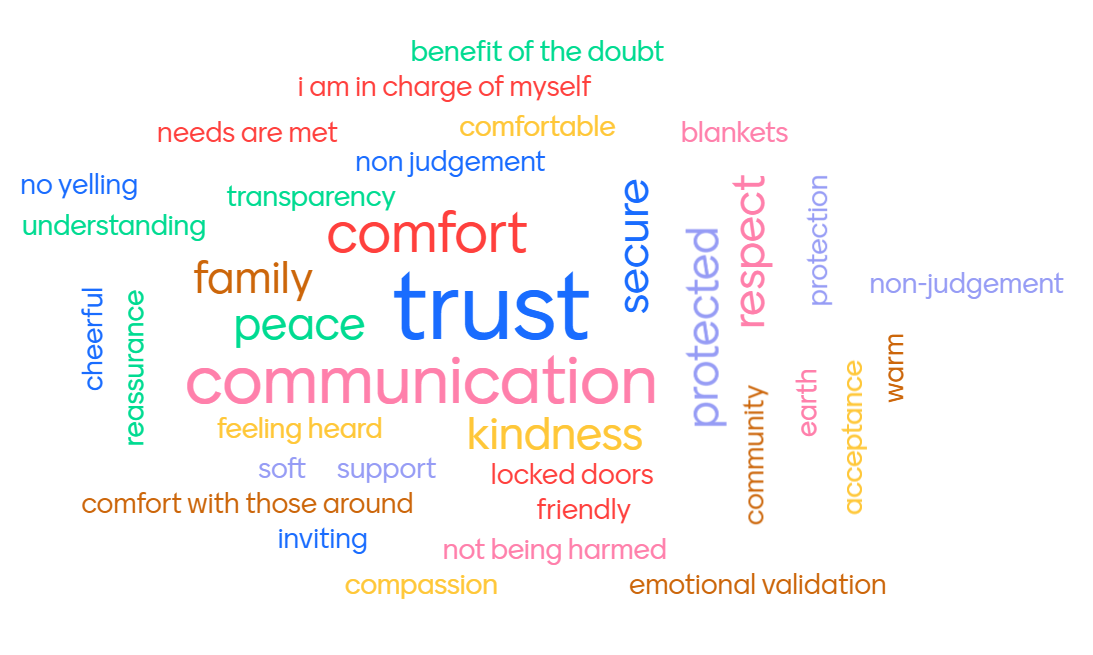 benefit of the doubt
i am in charge of myself
needs are met
comfortable
blankets
non judgement
no yelling
transparency
understanding
comfort
secure
respect
protected
protection
family
non-judgement
trust
peace
cheerful
reassurance
communication
warm
earth
community
acceptance
feeling heard
kindness
soft
support
locked doors
comfort with those around
friendly
inviting
not being harmed
compassion
emotional validation